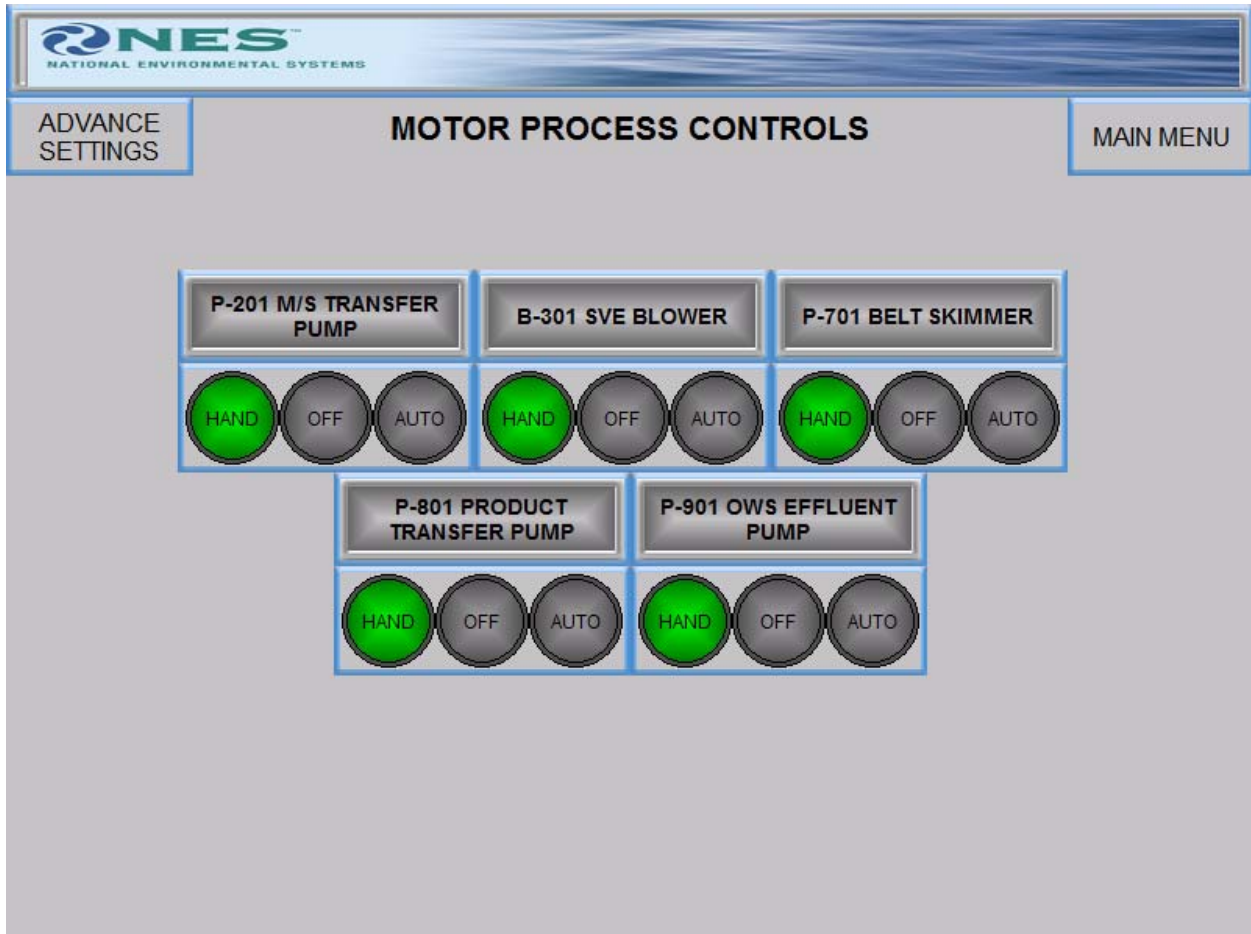 NES™
NATIONAL ENVIRONMENTAL SYSTEMS
ADVANCE
SETTINGS
MOTOR PROCESS CONTROLS
MAIN MENU
P-201 M/S TRANSFER
PUMP
B-301 SVE BLOWER
P-701 BELT SKIMMER
HAND OFF AUTO
HAND OFF AUTO
HAND OFF AUTO
P-801 PRODUCT
TRANSFER PUMP
P-901 OWS EFFLUENT
PUMP
HAND OFF AUTO
HAND OFF AUTO